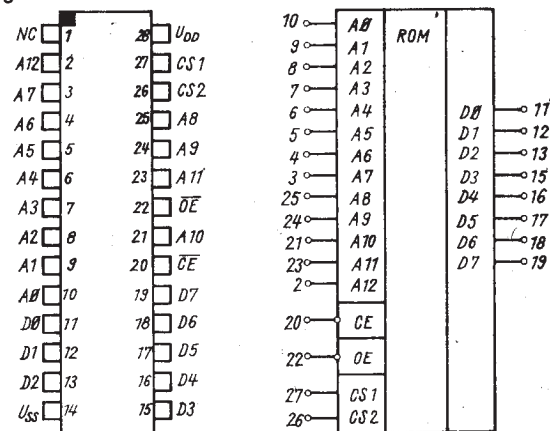 NC 1 28 UDD
A12 2 27 CS1
A7 3 26 CS2
A6 4 25 A8
A5 5 24 A9
A4 6 23 A11
A3 7 22 OE
A2 8 21 A10
A1 9 20 CE
A0 10 19 D7
D0 11 18 D6
D1 12 17 D5
D2 13 16 D4
USS 14 15 D3
10 A0 ROM
9 A1
8 A2
7 A3
6 A4 D0 11
5 A5 D1 12
4 A6 D2 13
3 A7 D3 15
25 A8 D4 16
24 A9 D5 17
21 A10 D6 18
23 A11 D7 19
2 A12
20 CE
22 OE
27 CS1
26 CS2